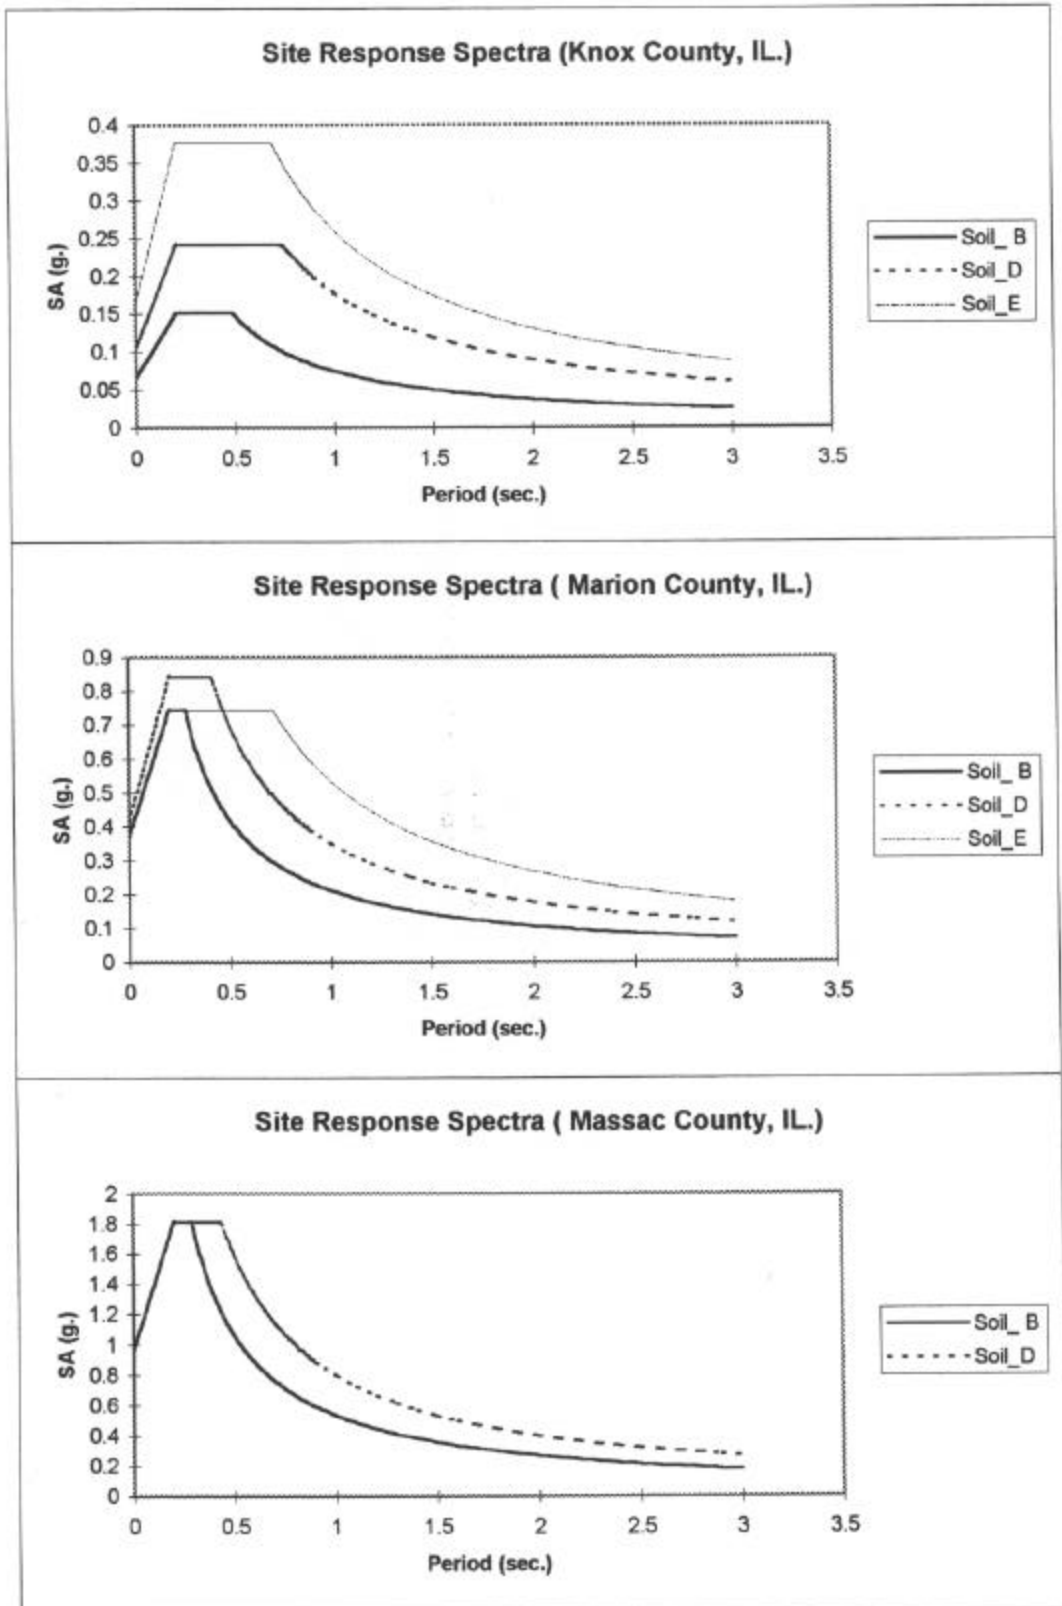 Site Response Spectra (Knox County, IL.)
0.4
0.35
0.3
0.25
0.2
0.15
0.1
0.05
0
SA (g.)
0 0.5 1 1.5 2 2.5 3 3.5
Period (sec.)
Soil_ B
Soil_D
Soil_E
Site Response Spectra ( Marion County, IL.)
0.9
0.8
0.7
0.6
0.5
0.4
0.3
0.2
0.1
0
SA (g.)
0 0.5 1 1.5 2 2.5 3 3.5
Period (sec.)
Soil_ B
Soil_D
Soil_E
Site Response Spectra ( Massac County, IL.)
2
1.8
1.6
1.4
1.2
1
0.8
0.6
0.4
0.2
0
SA (g.)
0 0.5 1 1.5 2 2.5 3 3.5
Period (sec.)
Soil_ B
Soil_D